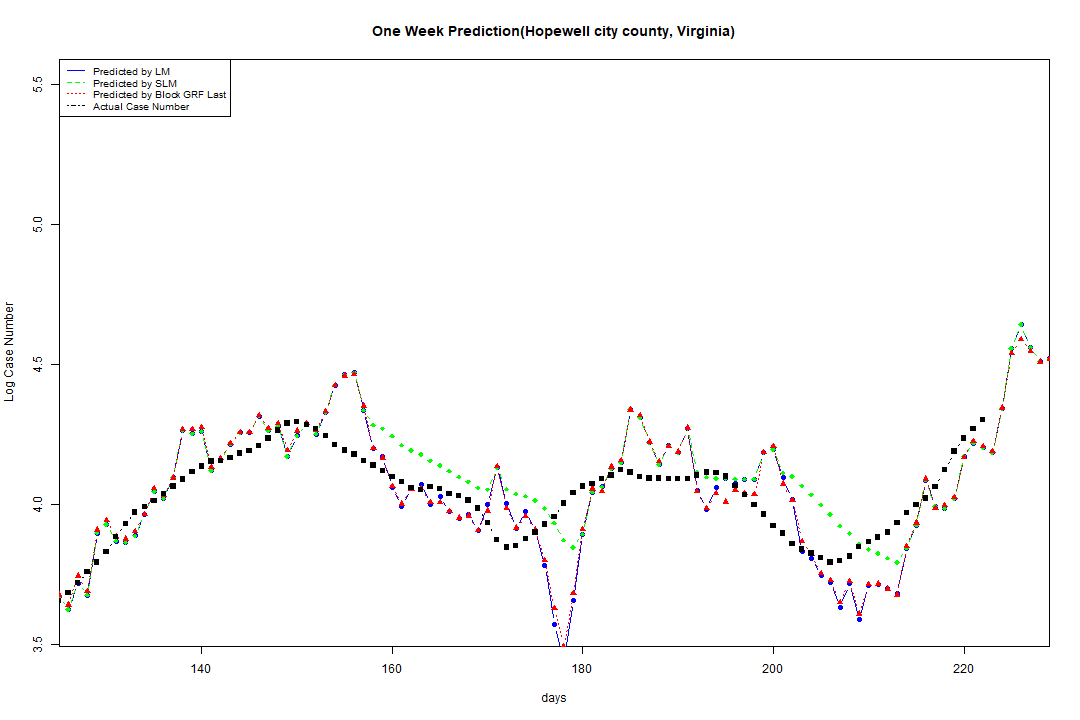 One Week Prediction(Hopewell city county, Virginia)
Predicted by LM
Predicted by SLM
Predicted by Block GRF Last
Actual Case Number
5.5
5.0
4.5
4.0
3.5
Log Case Number
140 160 180 200 220
days